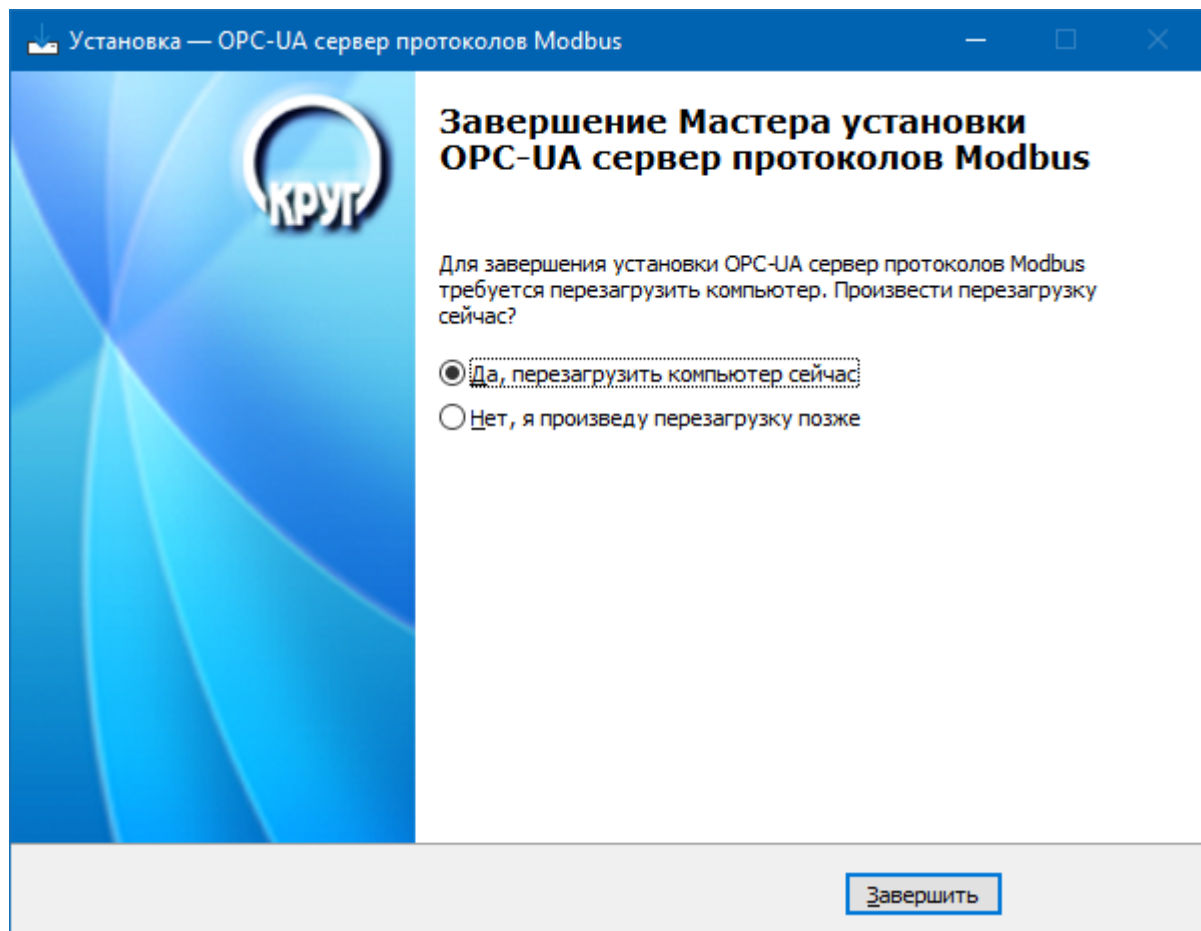 Установка — OPC-UA сервер протоколов Modbus
КРУГ
Завершение Мастера установки
OPC-UA сервер протоколов Modbus
Для завершения установки OPC-UA сервер протоколов Modbus
требуется перезагрузить компьютер. Произвести перезагрузку
сейчас?
Да, перезагрузить компьютер сейчас
Нет, я произведу перезагрузку позже
Завершить